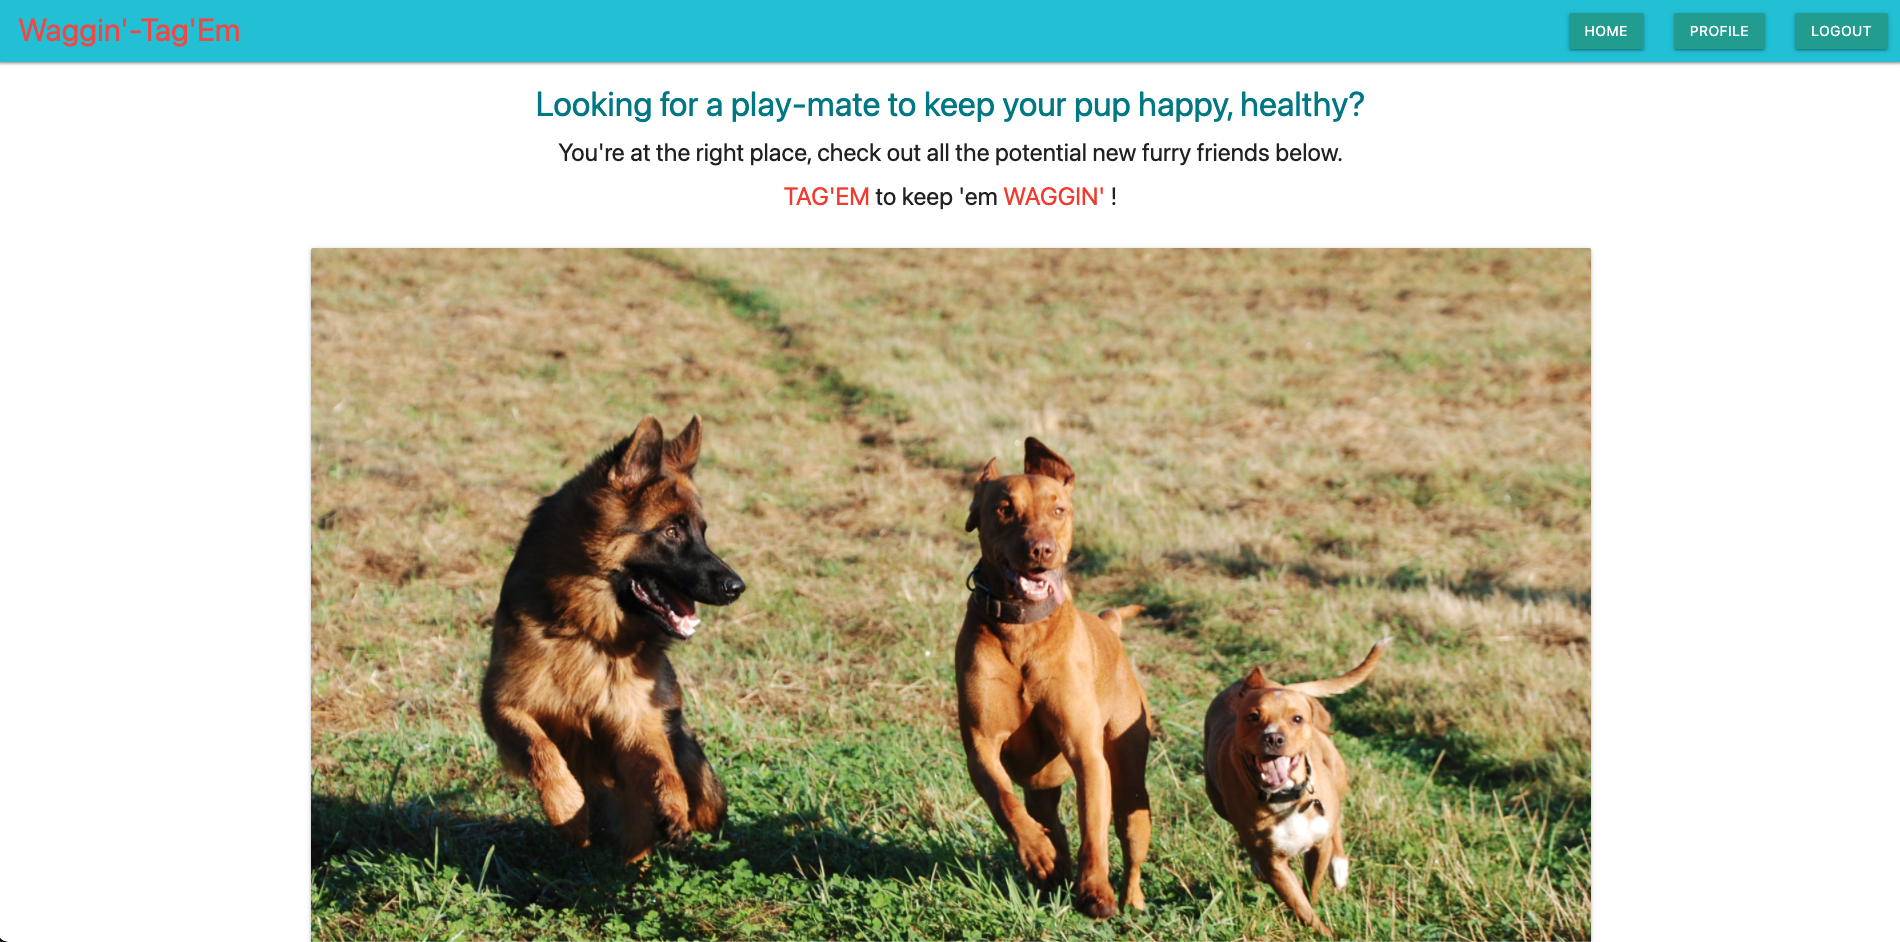 Waggin'-Tag'Em
HOME
PROFILE
LOGOUT
Looking for a play-mate to keep your pup happy, healthy?
You're at the right place, check out all the potential new furry friends below.
TAG'EM to keep 'em WAGGIN' !